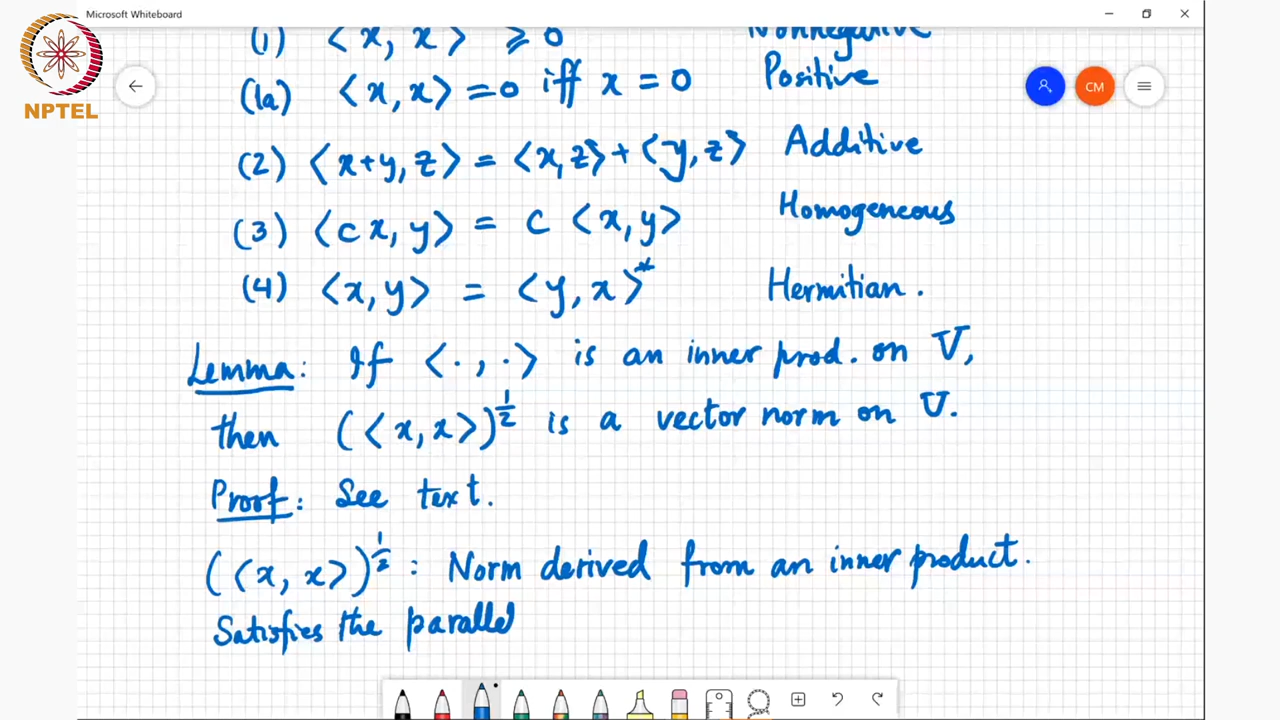 Microsoft Whiteboard
NPTEL
CM
(1) ⟨x, x⟩ ≥ 0 Nonnegative
(1a) ⟨x, x⟩ = 0 iff x = 0 Positive
(2) ⟨x+y, z⟩ = ⟨x, z⟩ + ⟨y, z⟩ Additive
(3) ⟨cx, y⟩ = c ⟨x, y⟩ Homogeneous
(4) ⟨x, y⟩ = ⟨y, x⟩* Hermitian.
Lemma: If ⟨·, ·⟩ is an inner prod. on V,
then (⟨x, x⟩)^½ is a vector norm on V.
Proof: See text.
(⟨x, x⟩)^½ : Norm derived from an inner product.
Satisfies the parallel